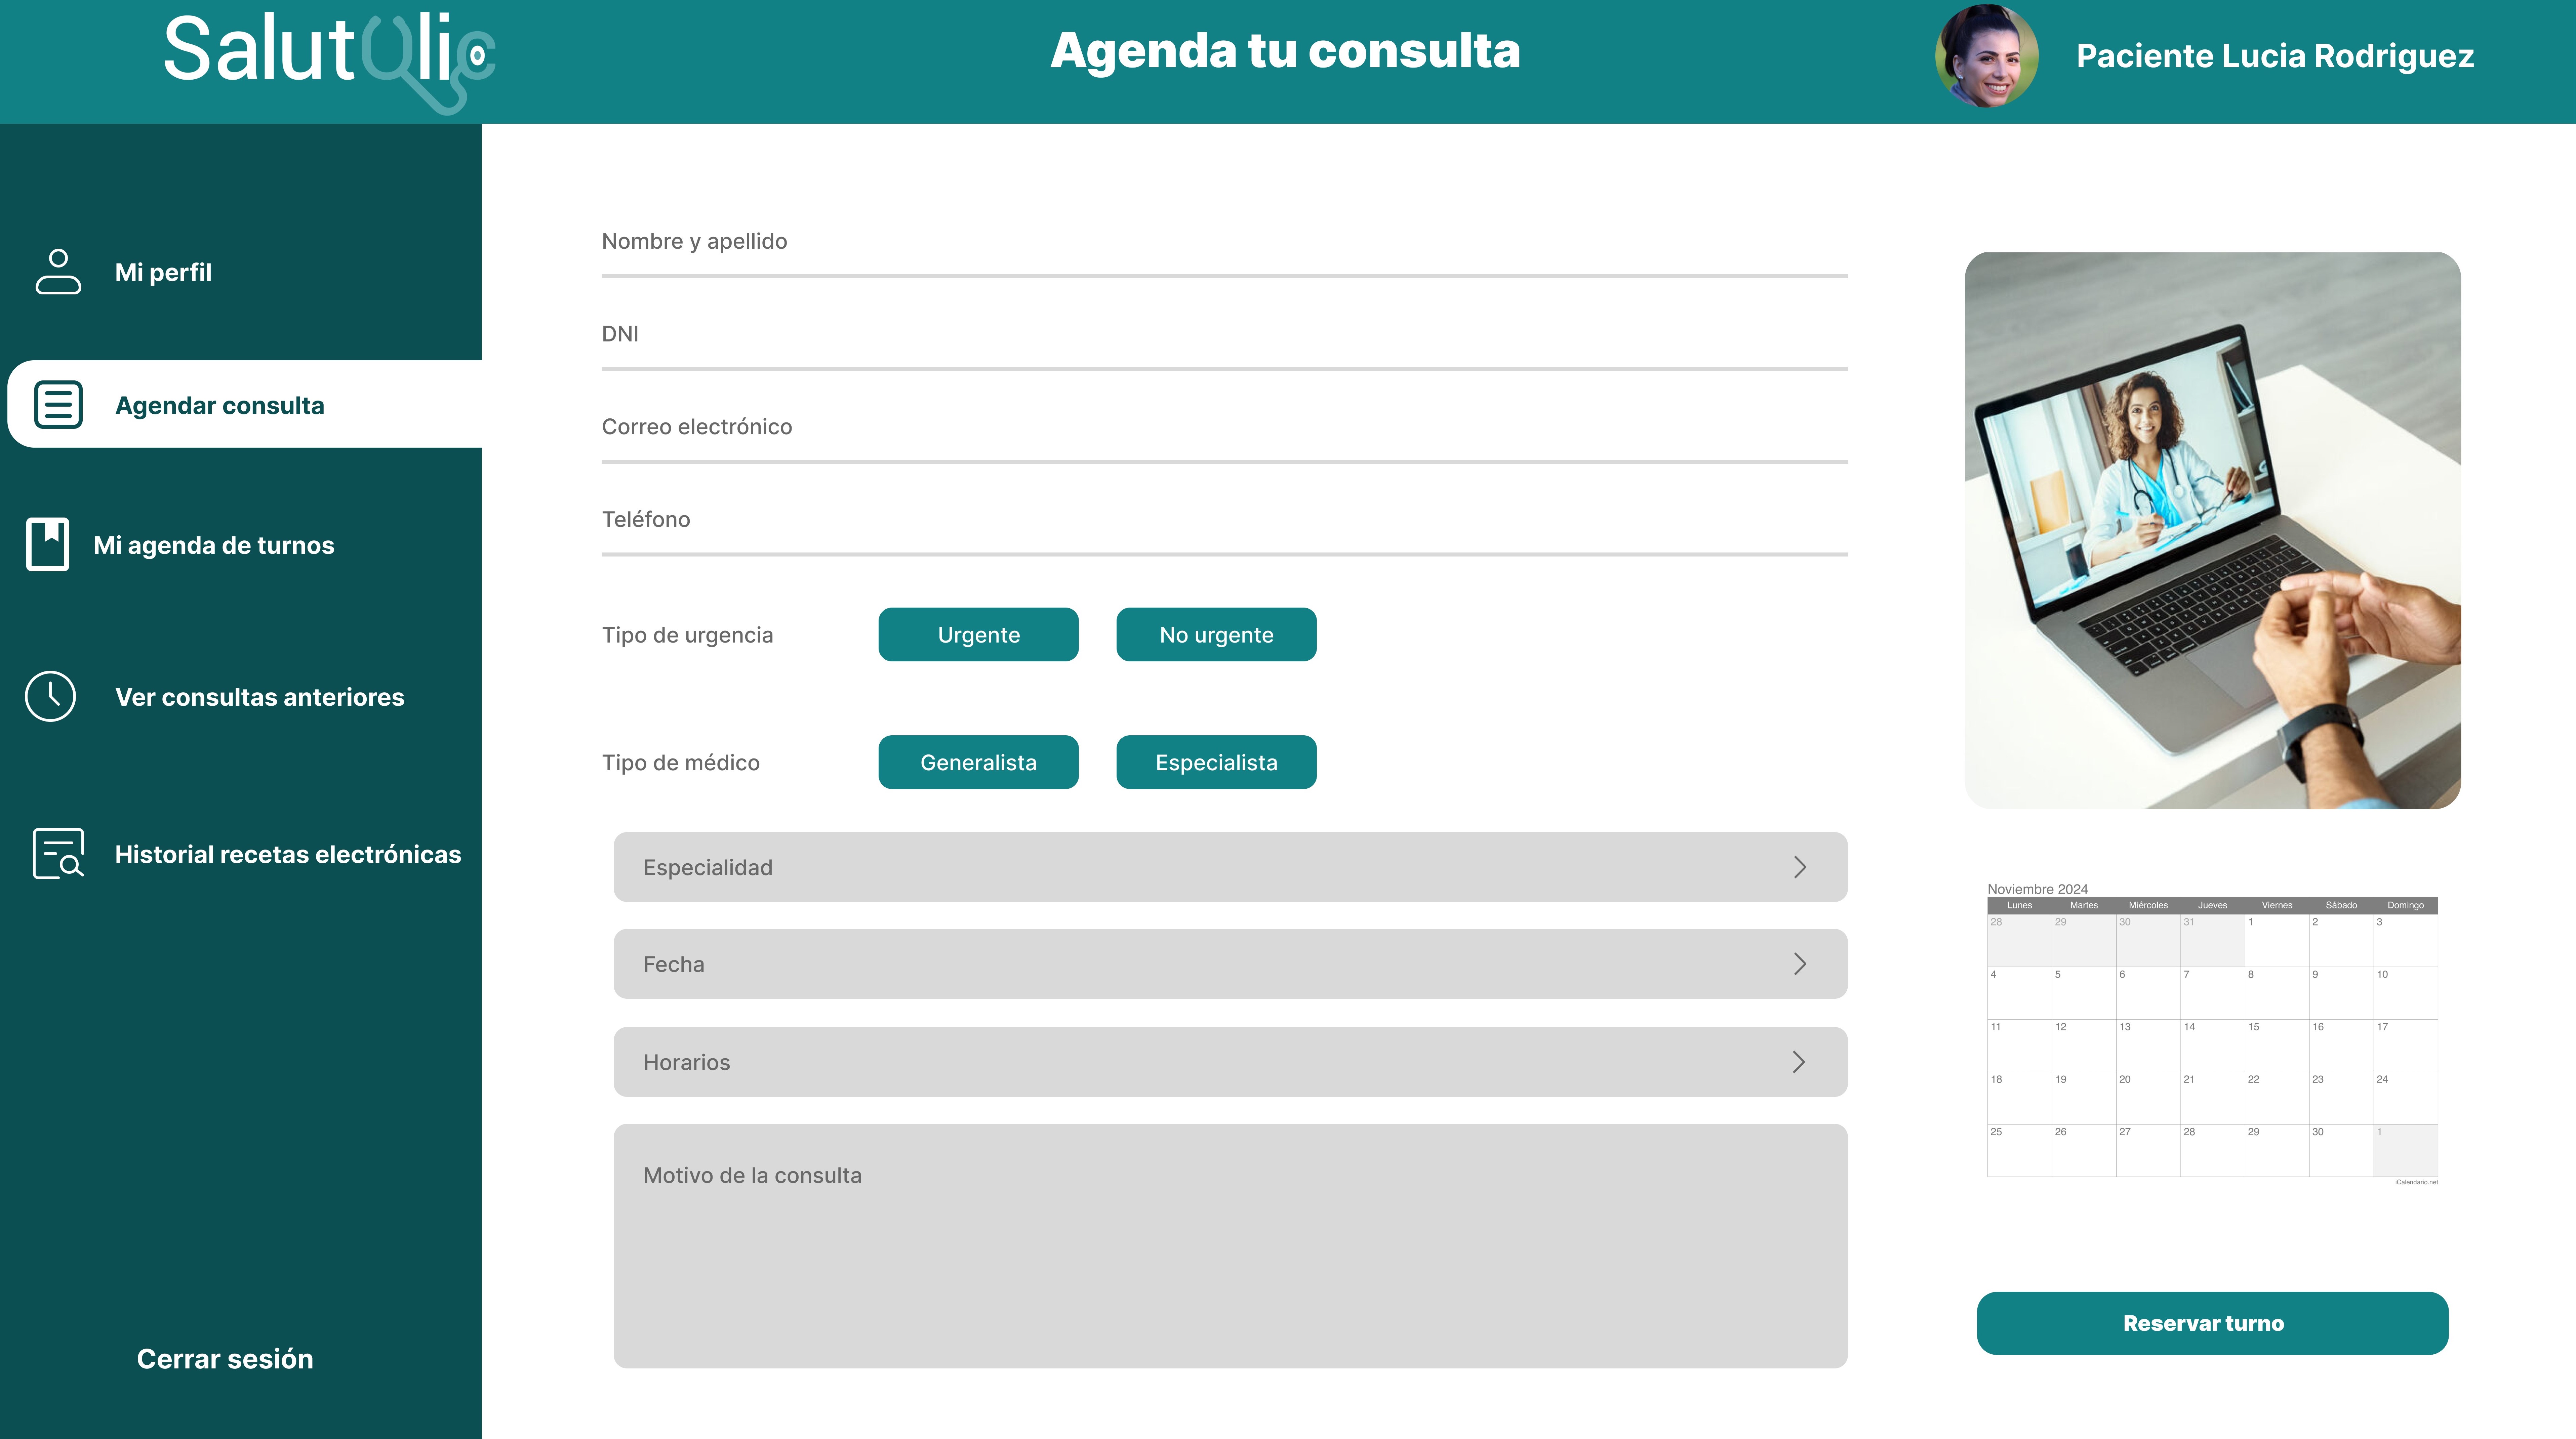 SalutUlic
Agenda tu consulta
Paciente Lucia Rodriguez
Mi perfil
Agendar consulta
Mi agenda de turnos
Ver consultas anteriores
Historial recetas electrónicas
Cerrar sesión
Nombre y apellido
DNI
Correo electrónico
Teléfono
Tipo de urgencia Urgente No urgente
Tipo de médico Generalista Especialista
Especialidad
Fecha
Horarios
Motivo de la consulta
Noviembre 2024
Lunes Martes Miércoles Jueves Viernes Sábado Domingo
28 29 30 31 1 2 3
4 5 6 7 8 9 10
11 12 13 14 15 16 17
18 19 20 21 22 23 24
25 26 27 28 29 30 1
iCalendario.net
Reservar turno